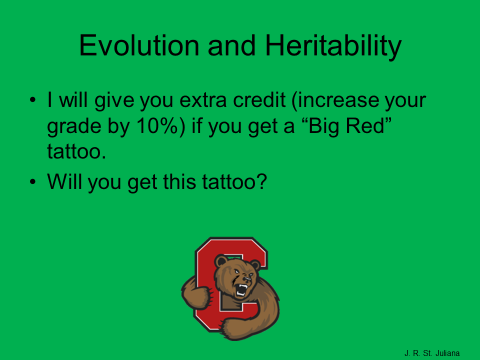 Evolution and Heritability
• I will give you extra credit (increase your
grade by 10%) if you get a “Big Red”
tattoo.
• Will you get this tattoo?
C
J. R. St. Juliana